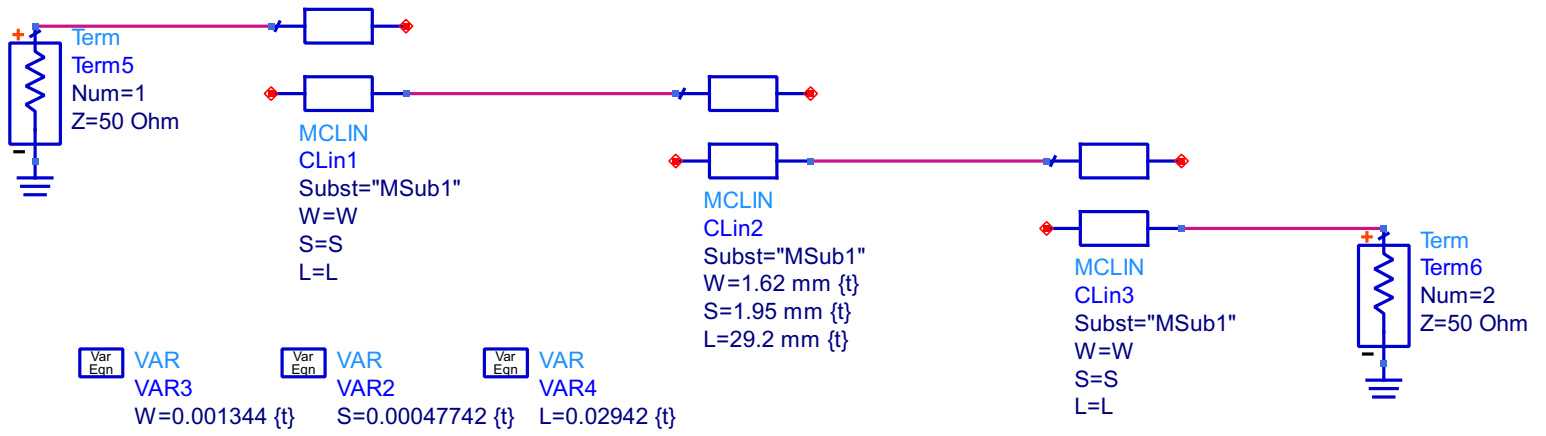 +
Term
Term5
Num=1
Z=50 Ohm
-
MCLIN
CLin1
Subst="MSub1"
W=W
S=S
L=L
MCLIN
CLin2
Subst="MSub1"
W=1.62 mm {t}
S=1.95 mm {t}
L=29.2 mm {t}
MCLIN
CLin3
Subst="MSub1"
W=W
S=S
L=L
+
Term
Term6
Num=2
Z=50 Ohm
-
Var
Eqn
VAR
VAR3
W=0.001344 {t}
Var
Eqn
VAR
VAR2
S=0.00047742 {t}
Var
Eqn
VAR
VAR4
L=0.02942 {t}